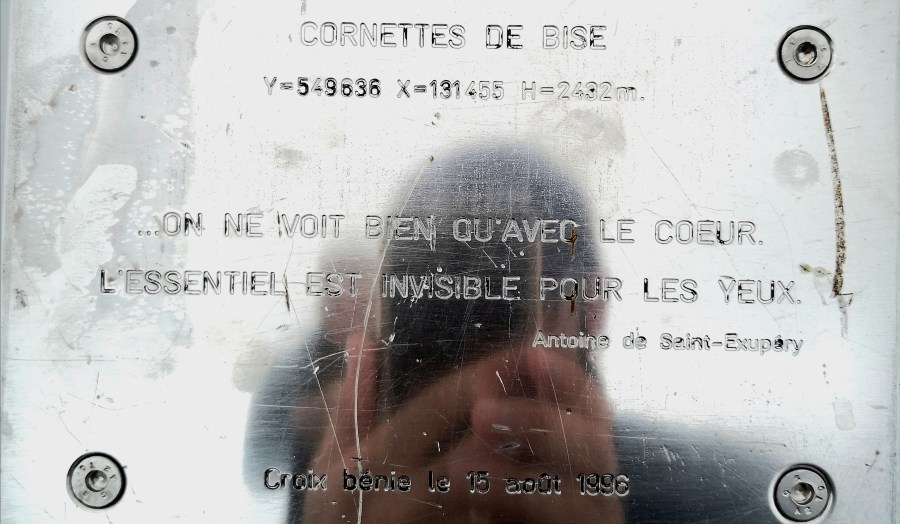 CORNETTES DE BISE
Y=549636 X=131455 H=2432m.
...ON NE VOIT BIEN QU'AVEC LE COEUR.
L'ESSENTIEL EST INVISIBLE POUR LES YEUX.
Antoine de Saint-Exupéry
Croix bénie le 15 août 1996